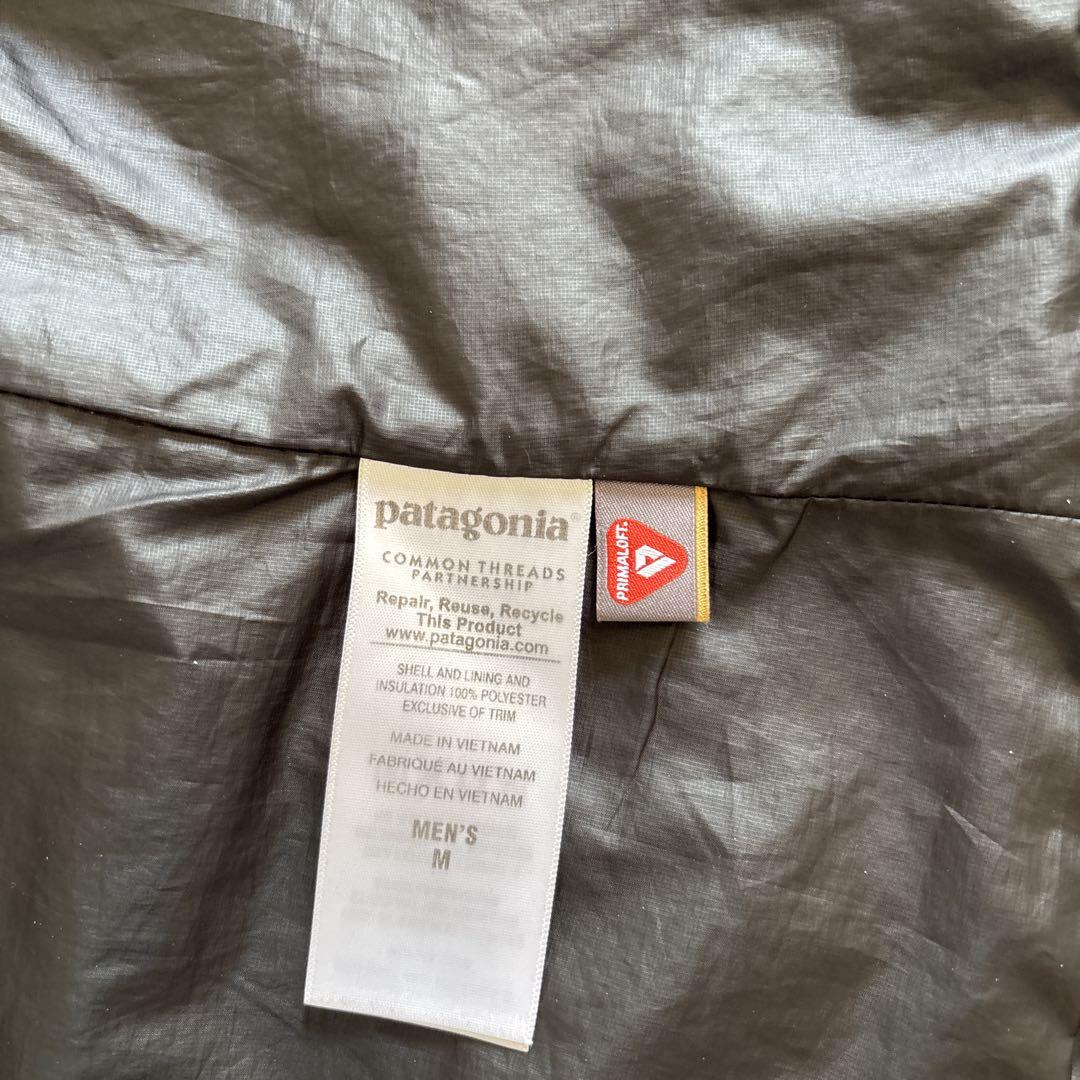 patagonia®
COMMON THREADS
PARTNERSHIP
Repair, Reuse, Recycle
This Product
www.patagonia.com
SHELL AND LINING AND
INSULATION 100% POLYESTER
EXCLUSIVE OF TRIM
MADE IN VIETNAM
FABRIQUÉ AU VIETNAM
HECHO EN VIETNAM
MEN'S
M
PRIMALOFT®